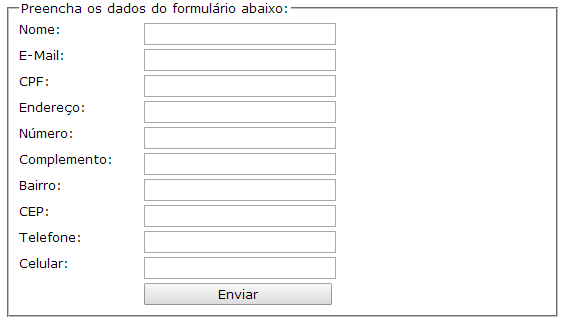 Preencha os dados do formulário abaixo:
Nome:
E-Mail:
CPF:
Endereço:
Número:
Complemento:
Bairro:
CEP:
Telefone:
Celular:
Enviar